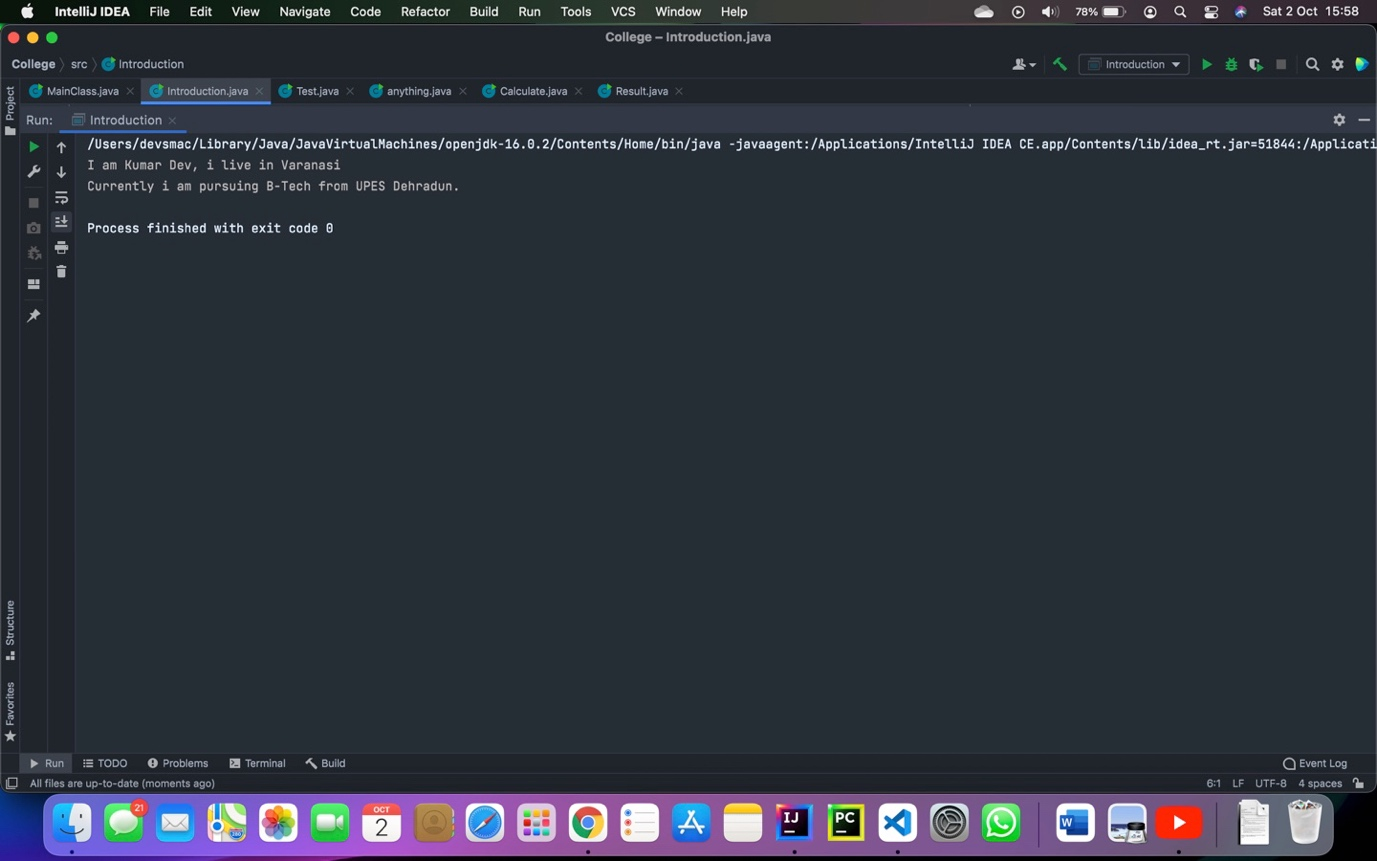 IntelliJ IDEA File Edit View Navigate Code Refactor Build Run Tools VCS Window Help 78% Sat 2 Oct 15:58
College – Introduction.java
College src Introduction Introduction
MainClass.java Introduction.java Test.java anything.java Calculate.java Result.java
Project
Run: Introduction
/Users/devsmac/Library/Java/JavaVirtualMachines/openjdk-16.0.2/Contents/Home/bin/java -javaagent:/Applications/IntelliJ IDEA CE.app/Contents/lib/idea_rt.jar=51844:/Applicati
I am Kumar Dev, i live in Varanasi
Currently i am pursuing B-Tech from UPES Dehradun.
Process finished with exit code 0
Structure
Favorites
Run TODO Problems Terminal Build Event Log
All files are up-to-date (moments ago) 6:1 LF UTF-8 4 spaces
21 280 OCT 2 IJ PC W